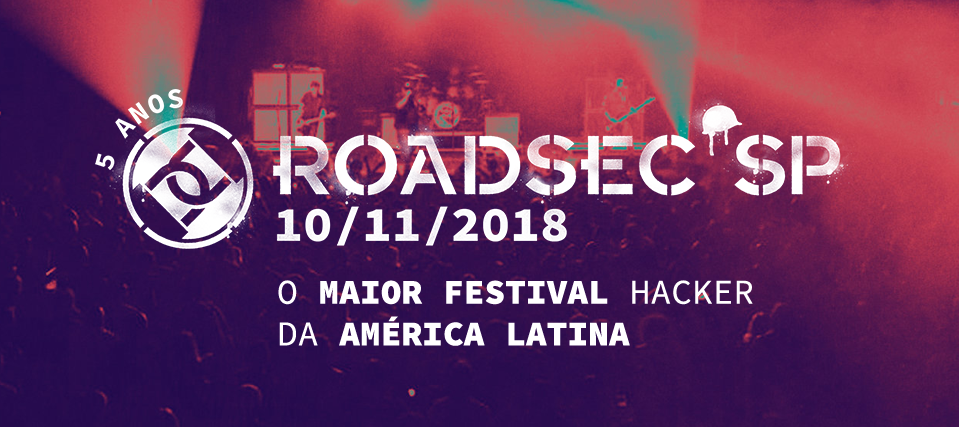 5 ANOS
ROADSEC SP
10/11/2018
O MAIOR FESTIVAL HACKER
DA AMÉRICA LATINA